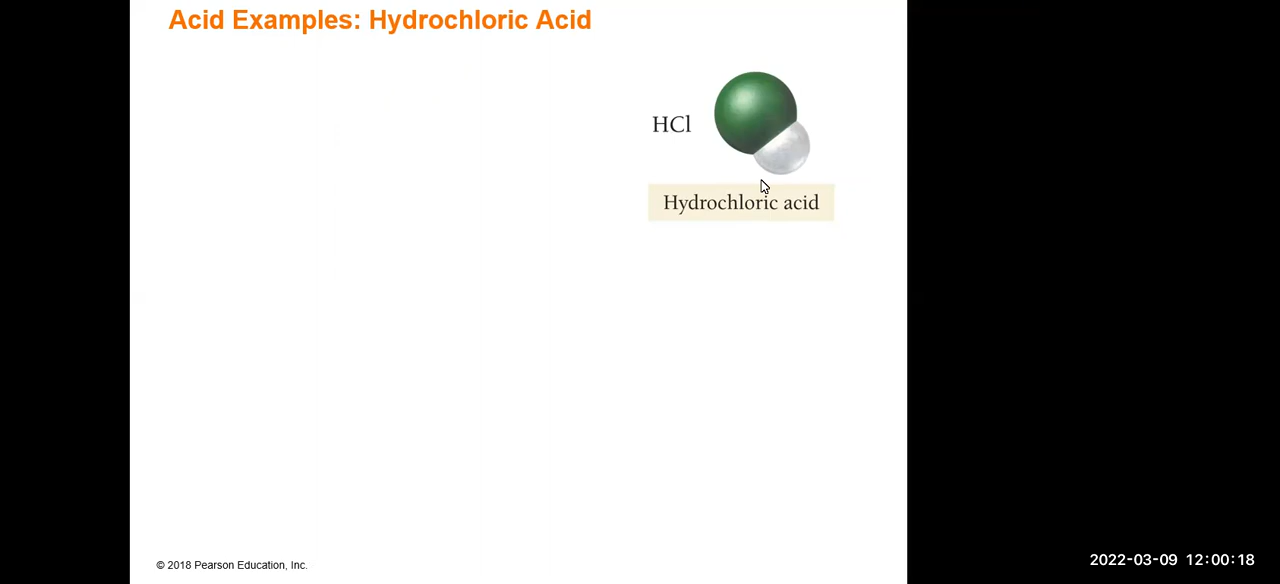 Acid Examples: Hydrochloric Acid
HCl
Hydrochloric acid
© 2018 Pearson Education, Inc.
2022-03-09 12:00:18